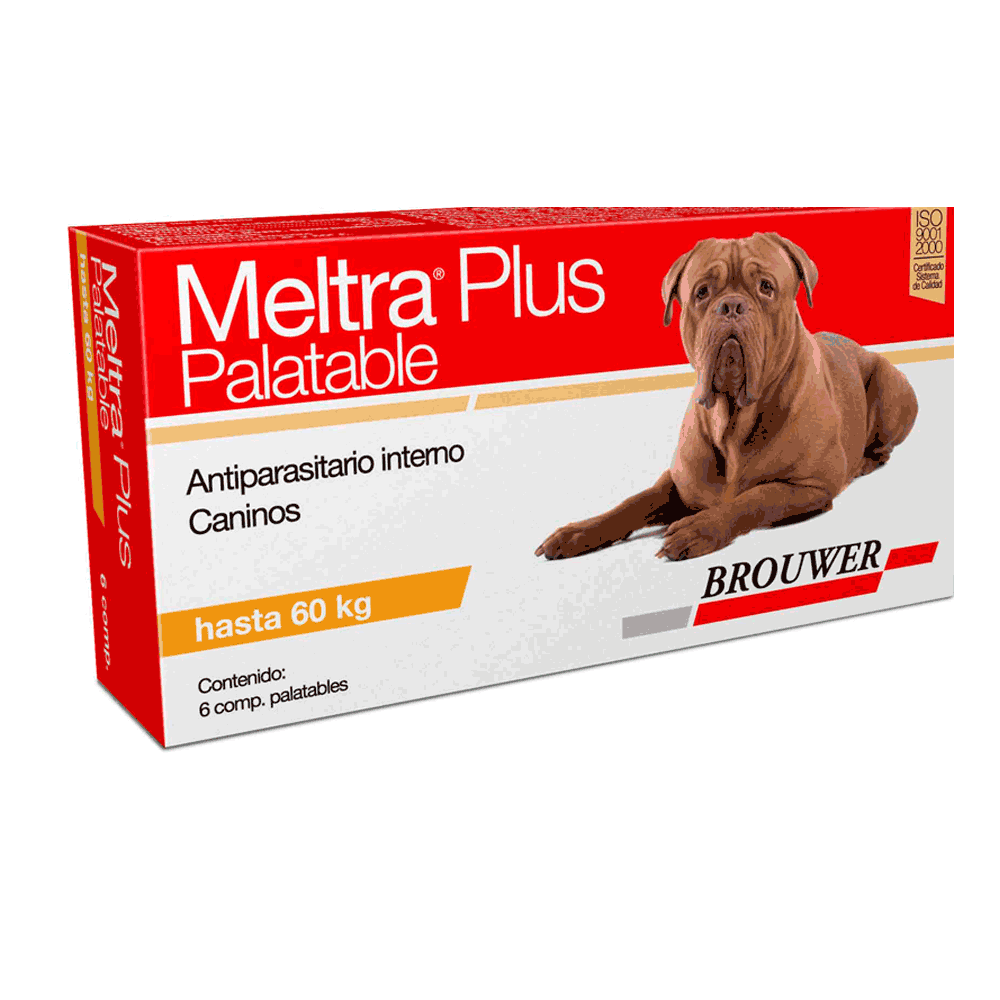 Meltra® Plus
Palatable
Antiparasitario interno
Caninos
hasta 60 kg
Contenido:
6 comp. palatables
BROUWER
ISO
9001
2000
Certificado
Sistema
de Calidad
hasta 60 kg
Meltra® Plus
Palatable
6 comp.